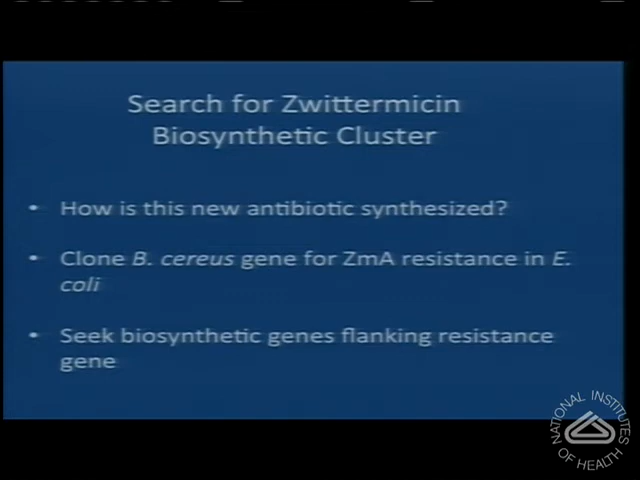 Search for Zwittermicin
Biosynthetic Cluster
• How is this new antibiotic synthesized?
• Clone B. cereus gene for ZmA resistance in E.
coli
• Seek biosynthetic genes flanking resistance
gene
NATIONAL INSTITUTES
OF HEALTH